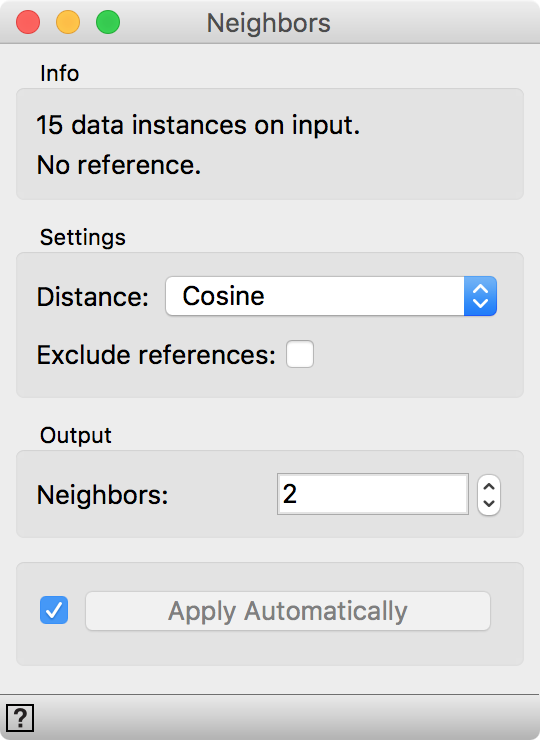 Neighbors
Info
15 data instances on input.
No reference.
Settings
Distance: Cosine
Exclude references:
Output
Neighbors: 2
Apply Automatically
?